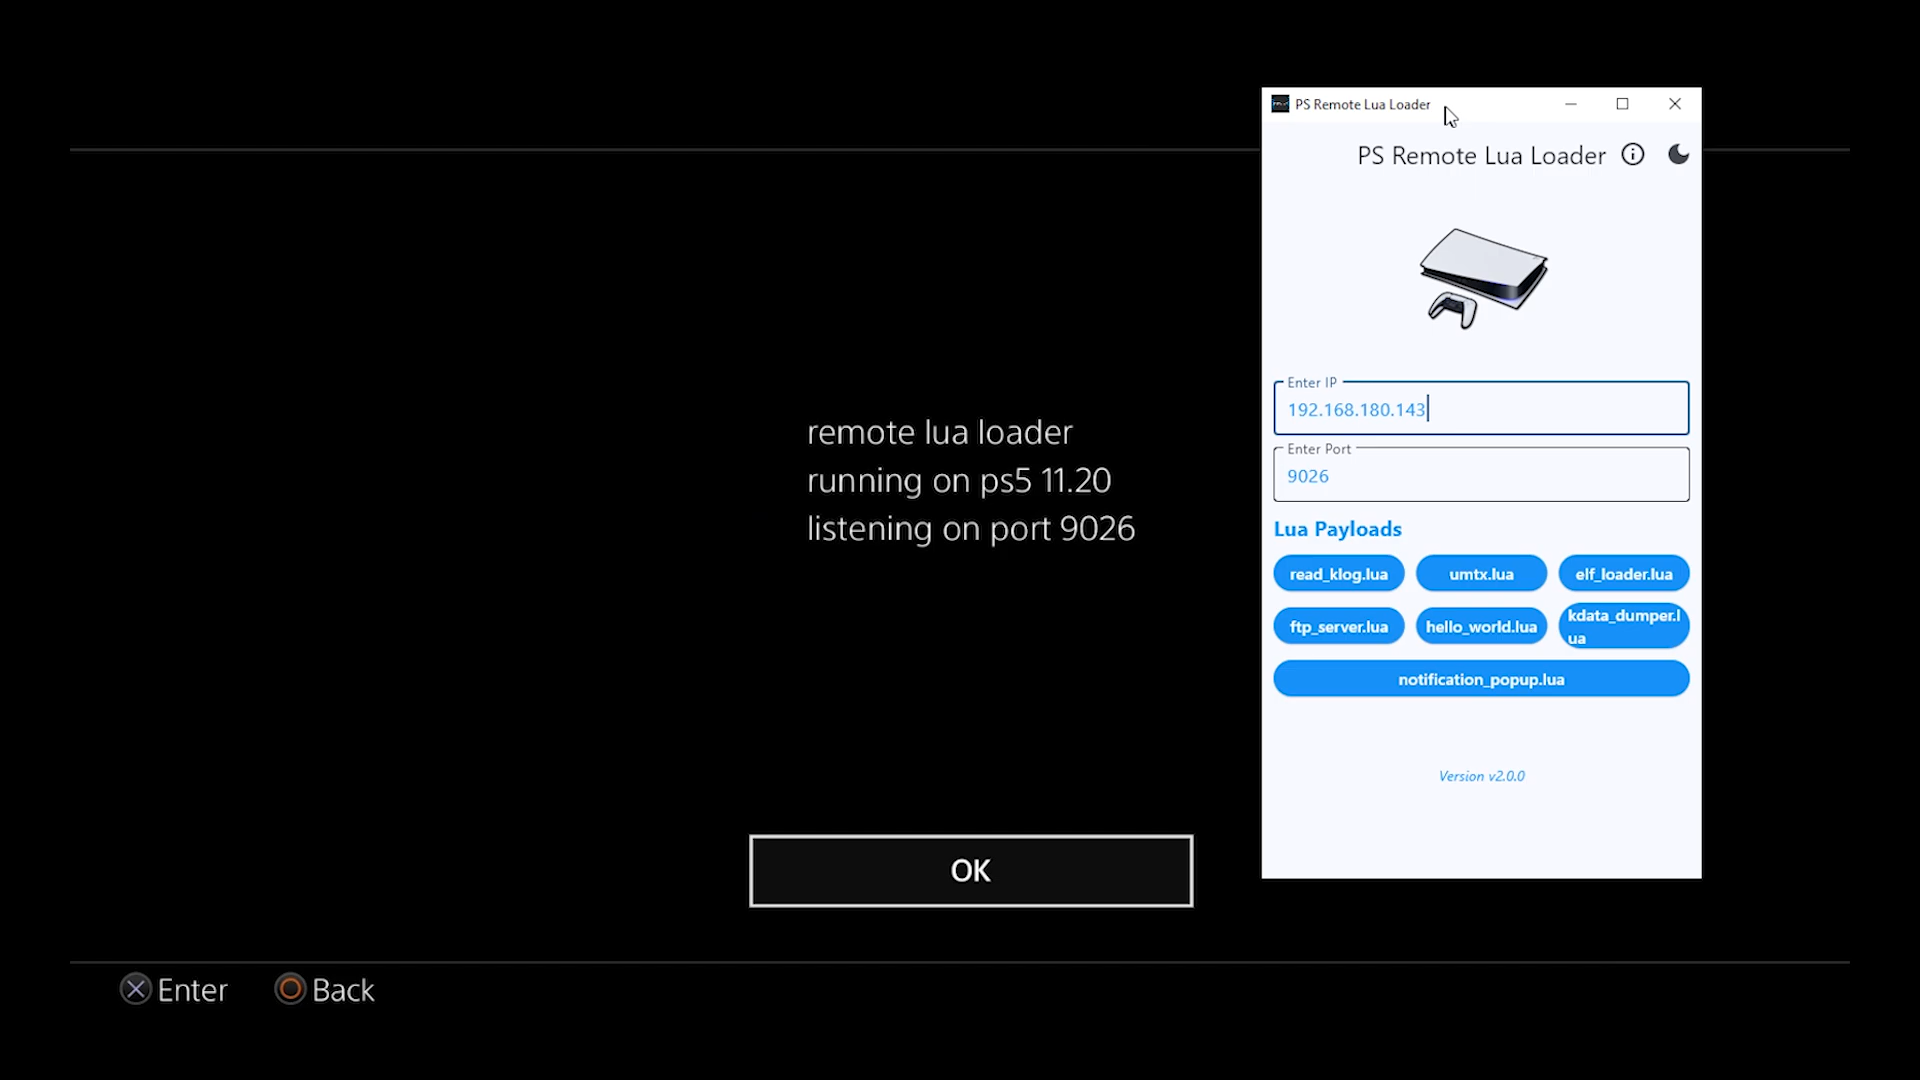 remote lua loader
running on ps5 11.20
listening on port 9026
OK
Enter
Back
PS Remote Lua Loader
PS Remote Lua Loader
Enter IP
192.168.180.143
Enter Port
9026
Lua Payloads
read_klog.lua
umtx.lua
elf_loader.lua
ftp_server.lua
hello_world.lua
kdata_dumper.l
ua
notification_popup.lua
Version v2.0.0